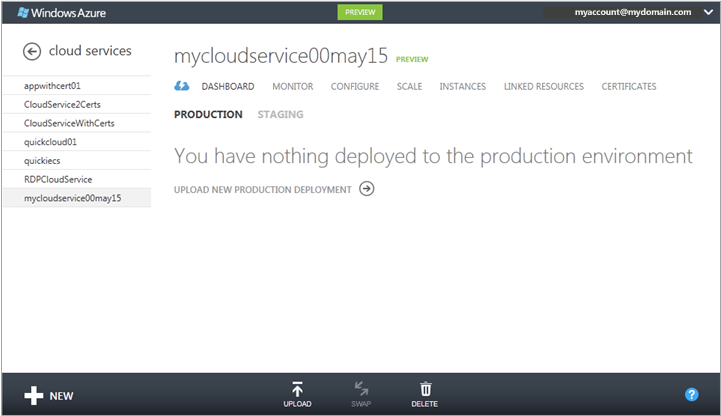 Windows Azure
PREVIEW
myaccount@mydomain.com
cloud services
appwithcert01
CloudService2Certs
CloudServiceWithCerts
quickcloud01
quickiecs
RDPCloudService
mycloudservice00may15
mycloudservice00may15 PREVIEW
DASHBOARD MONITOR CONFIGURE SCALE INSTANCES LINKED RESOURCES CERTIFICATES
PRODUCTION STAGING
You have nothing deployed to the production environment
UPLOAD NEW PRODUCTION DEPLOYMENT
NEW
UPLOAD
SWAP
DELETE
?